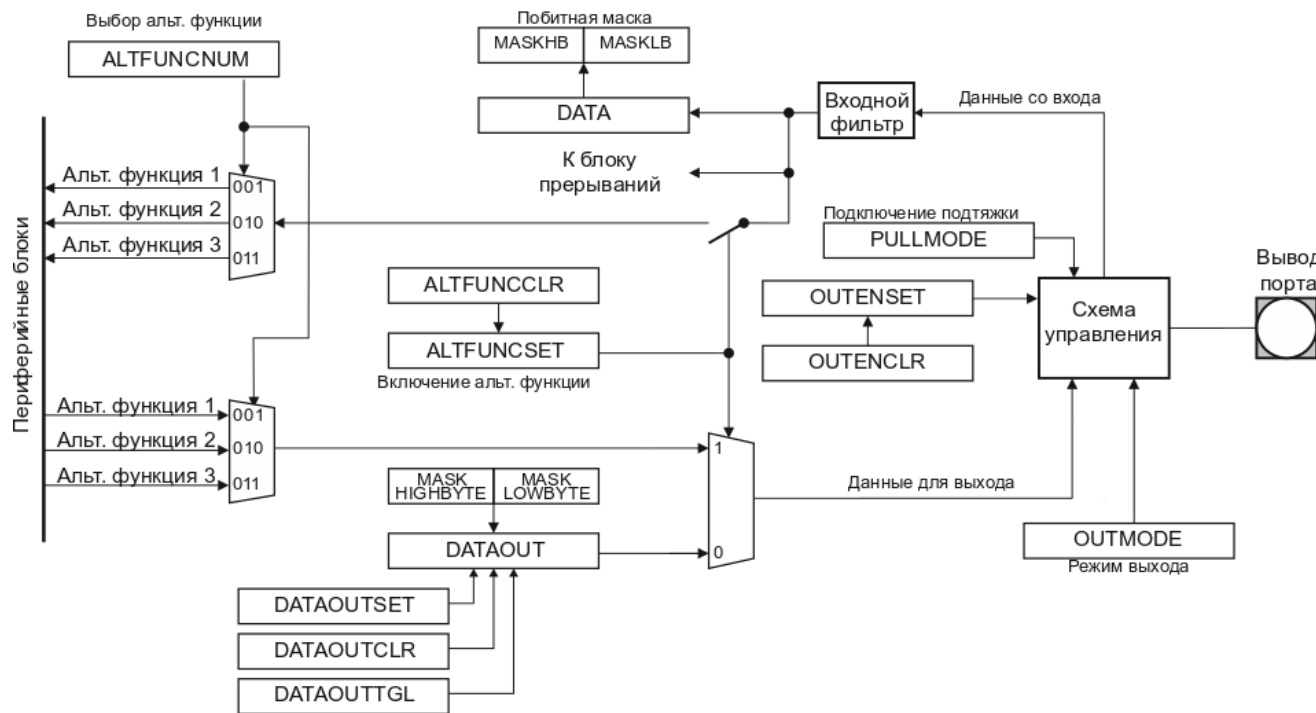 Выбор альт. функции
ALTFUNCNUM
Побитная маска
MASKHB MASKLB
DATA
Входной
фильтр
Данные со входа
К блоку
прерываний
Альт. функция 1
001
Альт. функция 2
010
Альт. функция 3
011
Периферийные блоки
Подключение подтяжки
PULLMODE
Вывод
порта
ALTFUNCCLR
ALTFUNCSET
Включение альт. функции
OUTENSET
OUTENCLR
Схема
управления
Альт. функция 1
001
Альт. функция 2
010
Альт. функция 3
011
1
0
MASK
HIGHBYTE
MASK
LOWBYTE
DATAOUT
Данные для выхода
OUTMODE
Режим выхода
DATAOUTSET
DATAOUTCLR
DATAOUTTGL